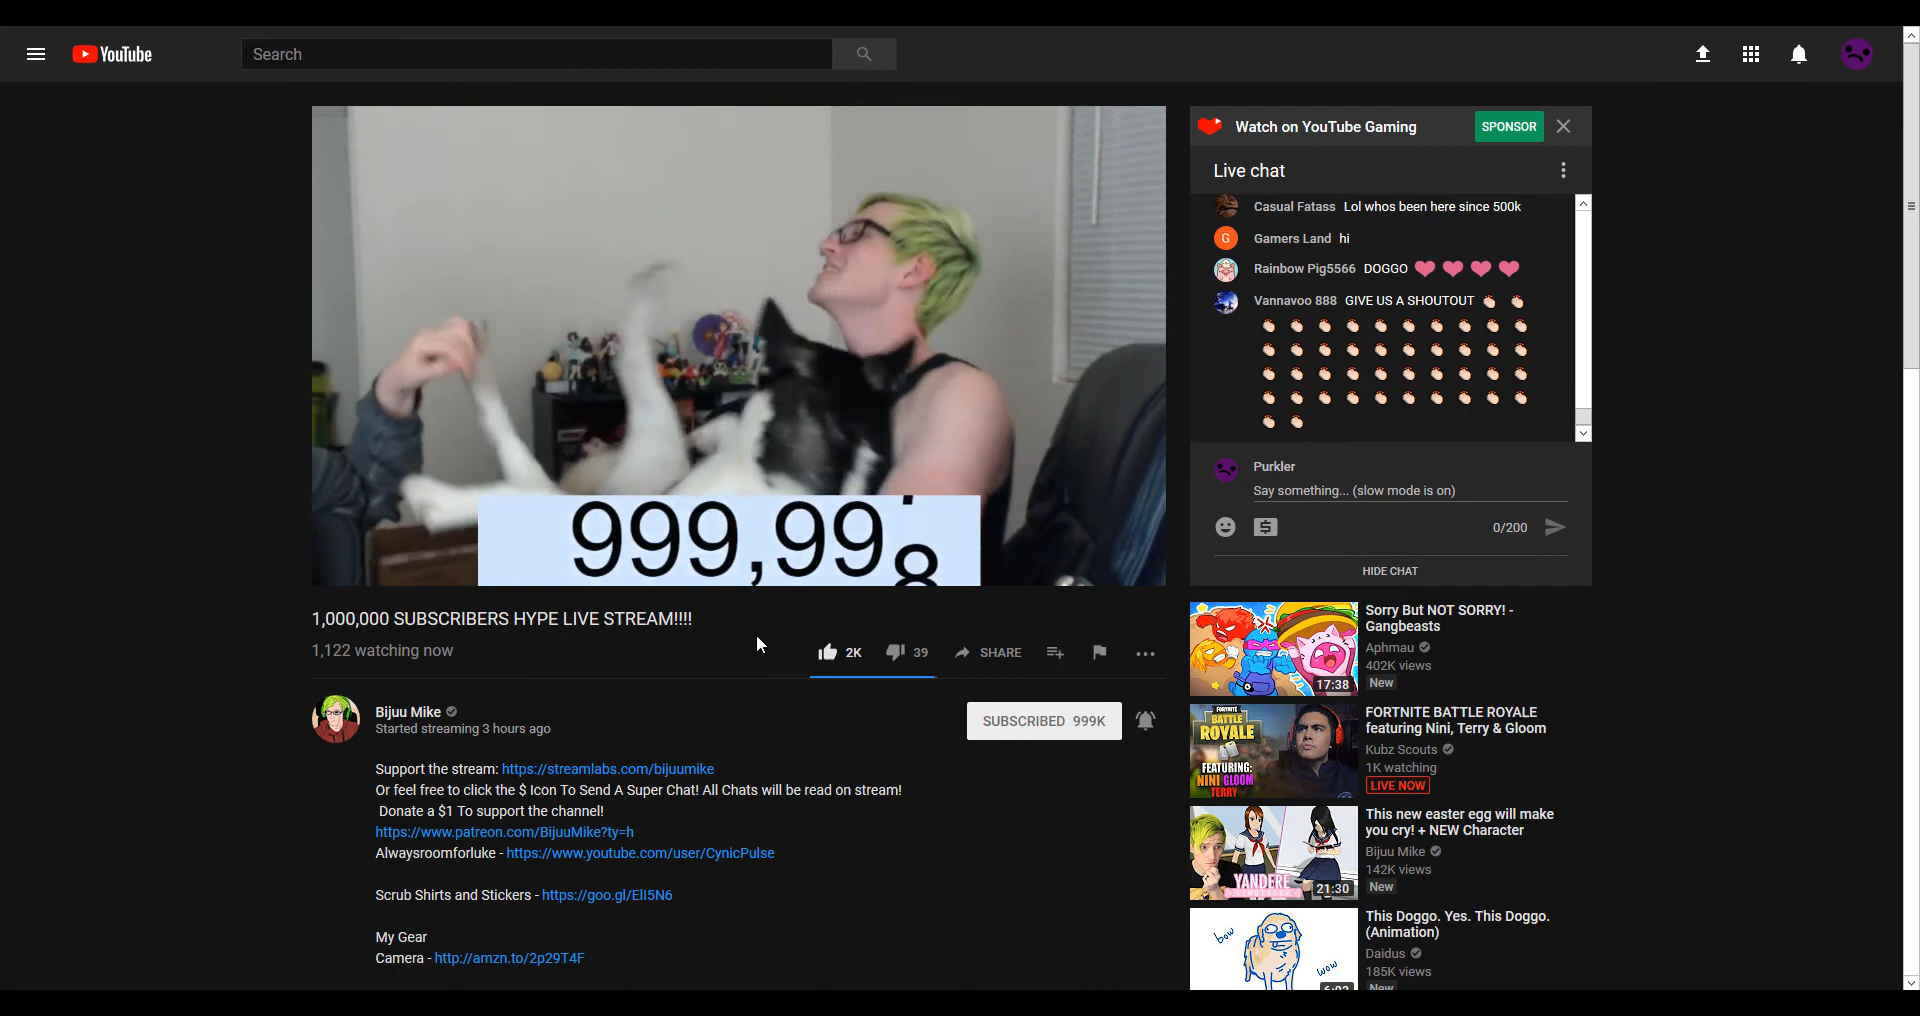 YouTube
Search
Watch on YouTube Gaming
SPONSOR
Live chat
Casual Fatass Lol whos been here since 500k
G
Gamers Land hi
Rainbow Pig5566 DOGGO
Vannavoo 888 GIVE US A SHOUTOUT
Purkler
Say something... (slow mode is on)
0/200
HIDE CHAT
999,99
8
1,000,000 SUBSCRIBERS HYPE LIVE STREAM!!!!
1,122 watching now
2K
39
SHARE
Bijuu Mike
Started streaming 3 hours ago
SUBSCRIBED 999K
Support the stream: https://streamlabs.com/bijuumike
Or feel free to click the $ Icon To Send A Super Chat! All Chats will be read on stream!
Donate a $1 To support the channel!
https://www.patreon.com/BijuuMike?ty=h
Alwaysroomforluke - https://www.youtube.com/user/CynicPulse
Scrub Shirts and Stickers - https://goo.gl/ElI5N6
My Gear
Camera - http://amzn.to/2p29T4F
17:38
Sorry But NOT SORRY! -
Gangbeasts
Aphmau
402K views
New
FORTNITE
BATTLE
ROYALE
FEATURING:
NINI GLOOM
TERRY
FORTNITE BATTLE ROYALE
featuring Nini, Terry & Gloom
Kubz Scouts
1K watching
LIVE NOW
YANDERE
21:30
This new easter egg will make
you cry! + NEW Character
Bijuu Mike
142K views
New
bow
wow
This Doggo. Yes. This Doggo.
(Animation)
Daidus
185K views
New